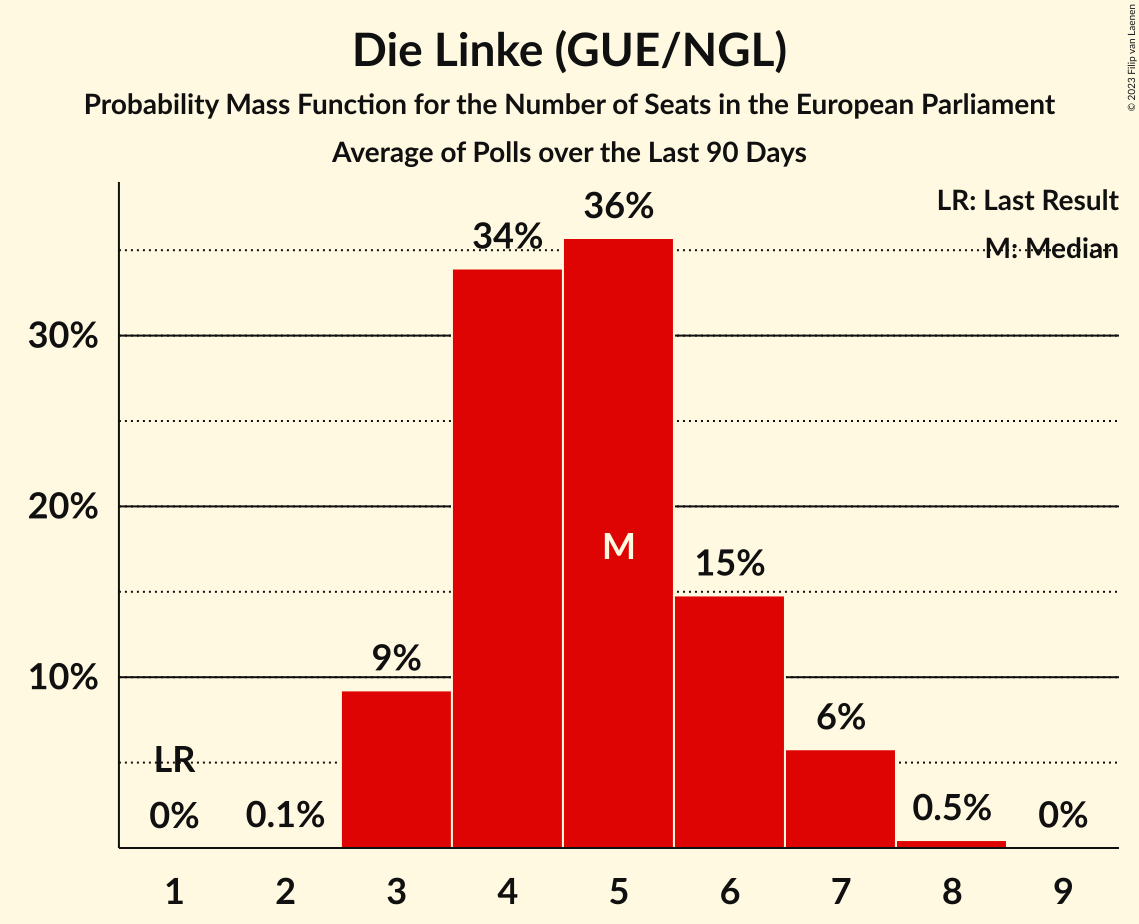 Die Linke (GUE/NGL)
Probability Mass Function for the Number of Seats in the European Parliament
Average of Polls over the Last 90 Days
© 2023 Filip van Laenen
LR: Last Result
M: Median
36%
34%
30%
20%
M
15%
9%
10%
6%
LR
0%
0.1%
0.5%
0%
1 2 3 4 5 6 7 8 9